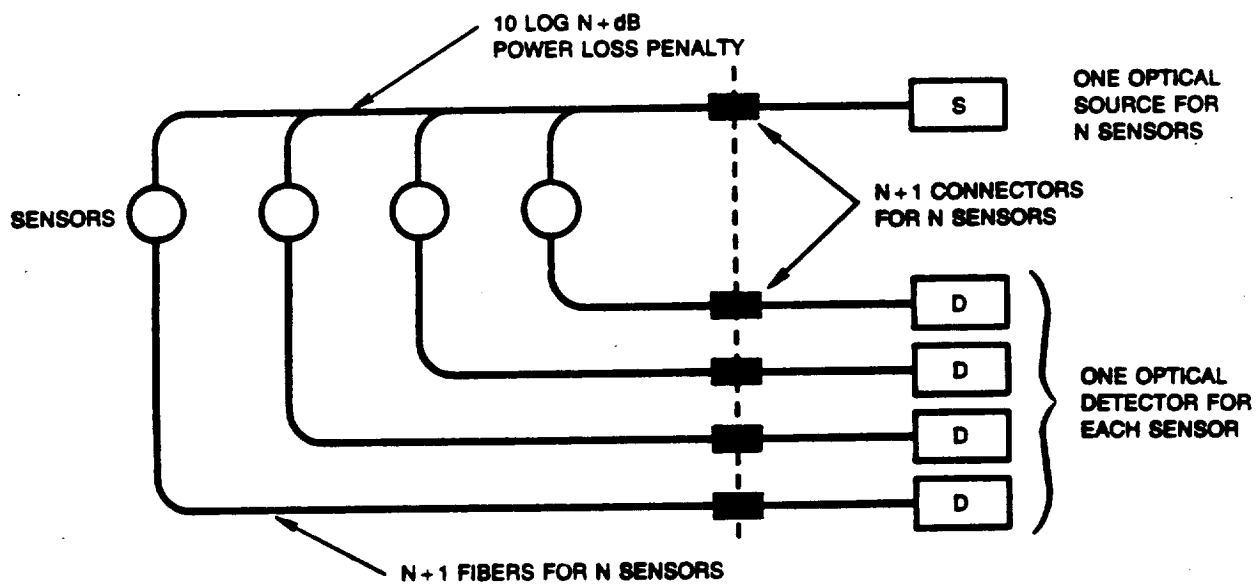 10 LOG N + dB
POWER LOSS PENALTY
S
ONE OPTICAL
SOURCE FOR
N SENSORS
N + 1 CONNECTORS
FOR N SENSORS
SENSORS
D
D
D
D
ONE OPTICAL
DETECTOR FOR
EACH SENSOR
N + 1 FIBERS FOR N SENSORS